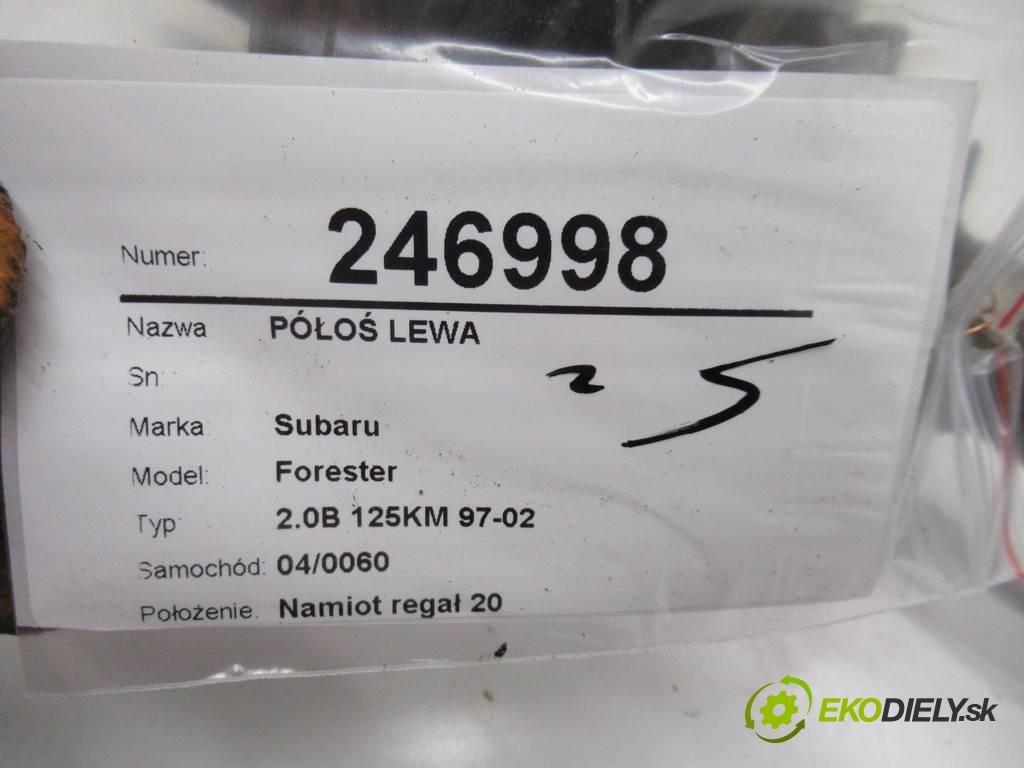 Numer: 246998
Nazwa PÓŁOŚ LEWA
Sn:
2 5
Marka Subaru
Model: Forester
Typ 2.0B 125KM 97-02
Samochód: 04/0060
Położenie. Namiot regał 20
EKODIELY.sk